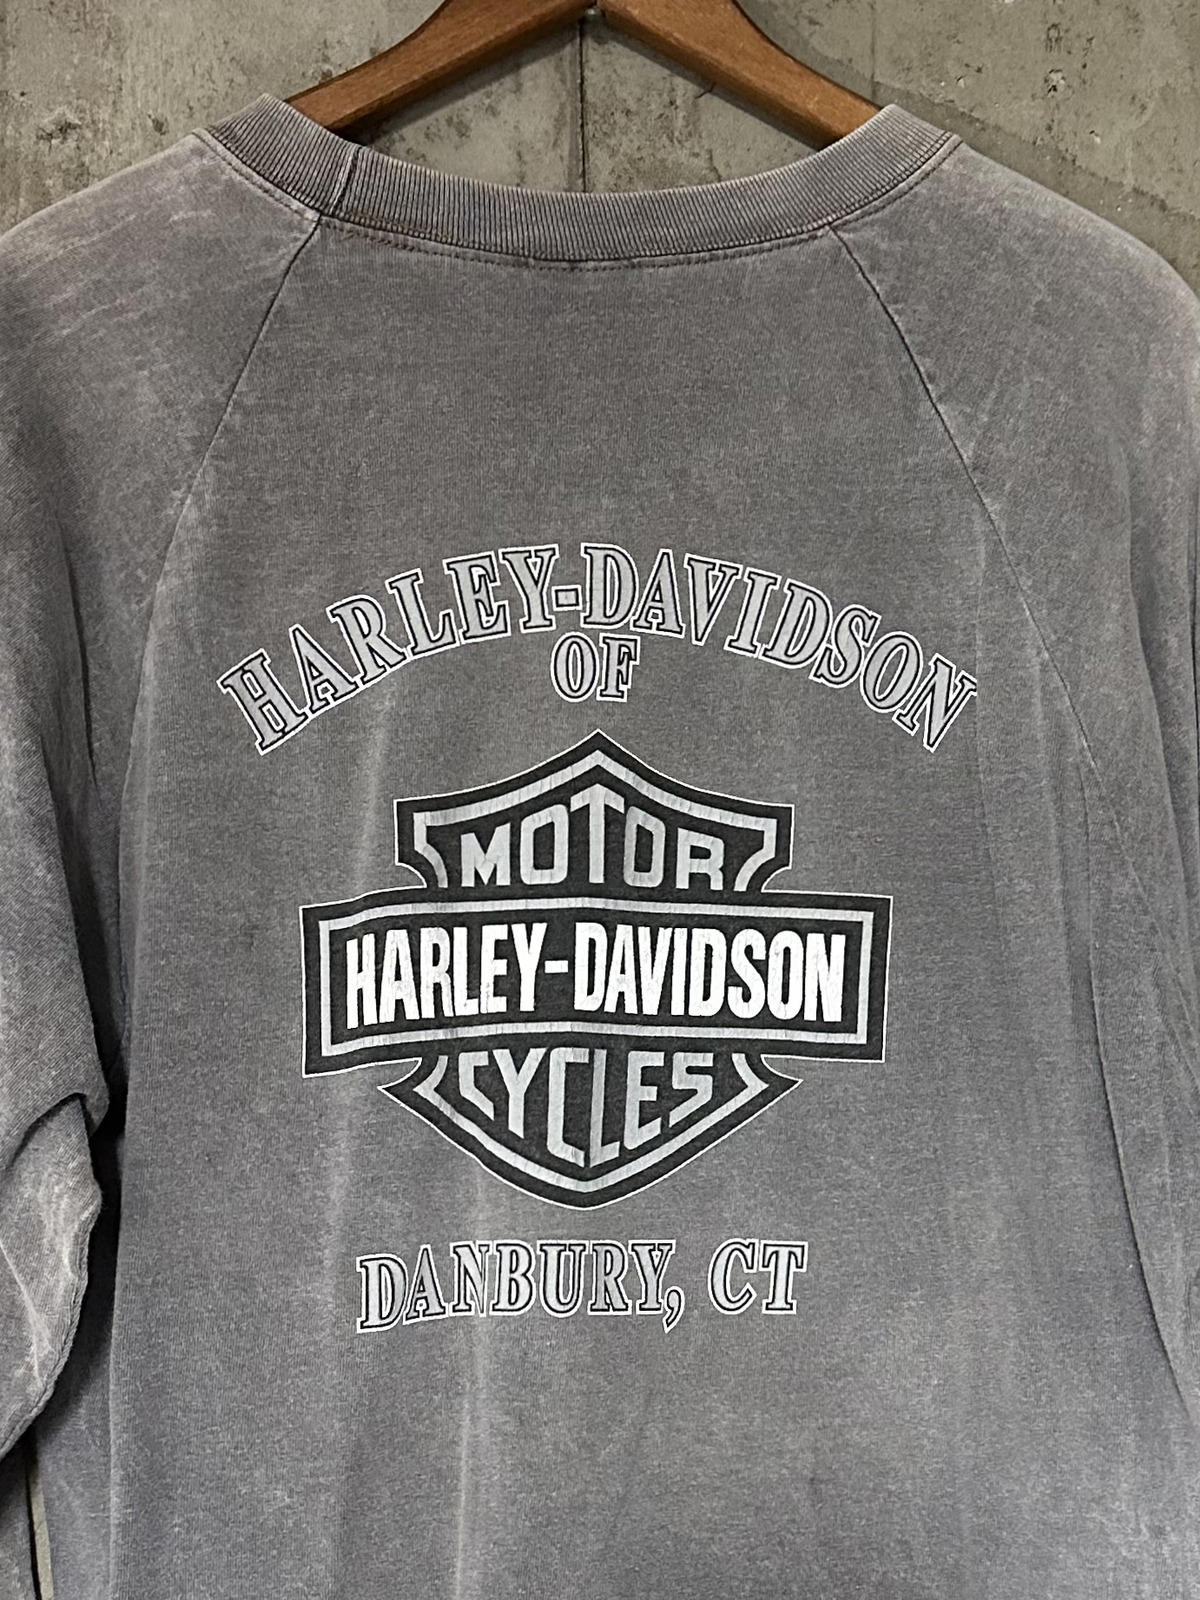 HARLEY-DAVIDSON
OF
MOTOR
HARLEY-DAVIDSON
CYCLES
DANBURY, CT